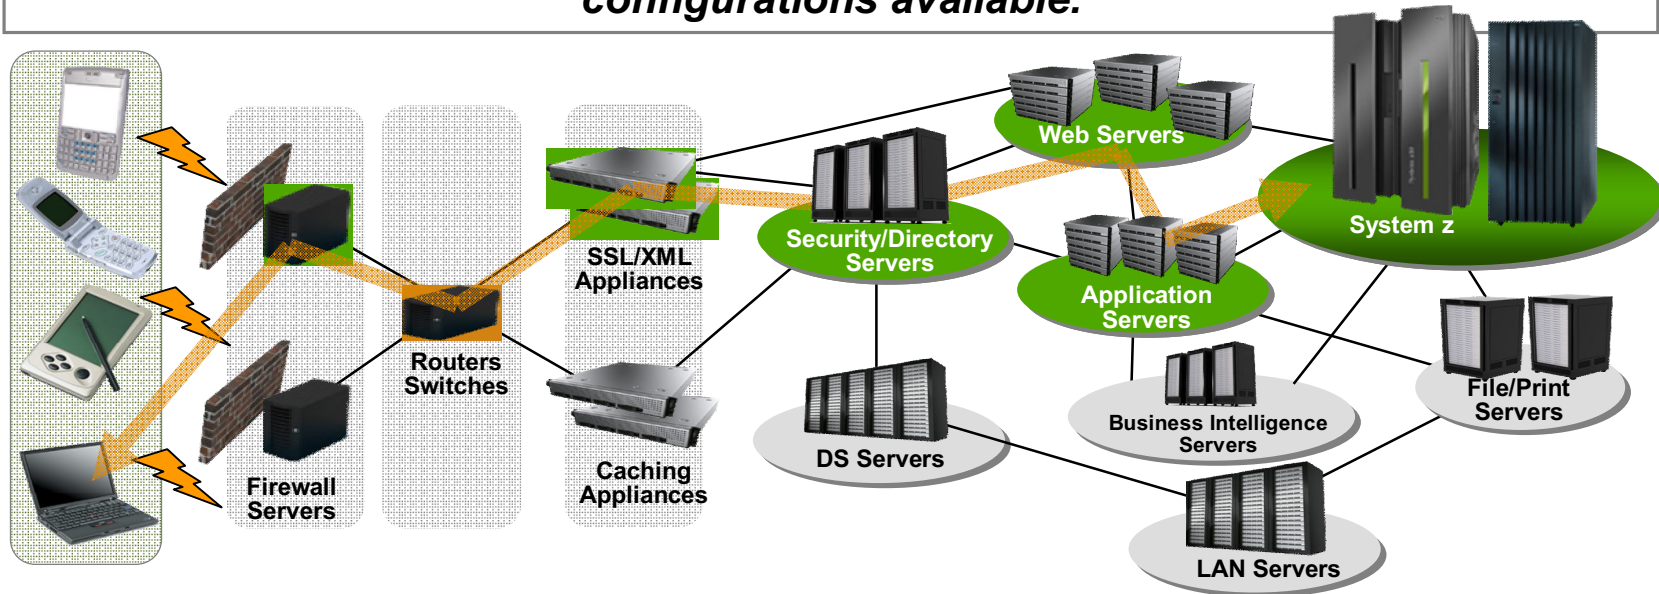 configurations available.
Web Servers
System z
Security/Directory
Servers
SSL/XML
Appliances
Application
Servers
Routers
Switches
File/Print
Servers
Business Intelligence
Servers
DS Servers
Caching
Appliances
Firewall
Servers
LAN Servers